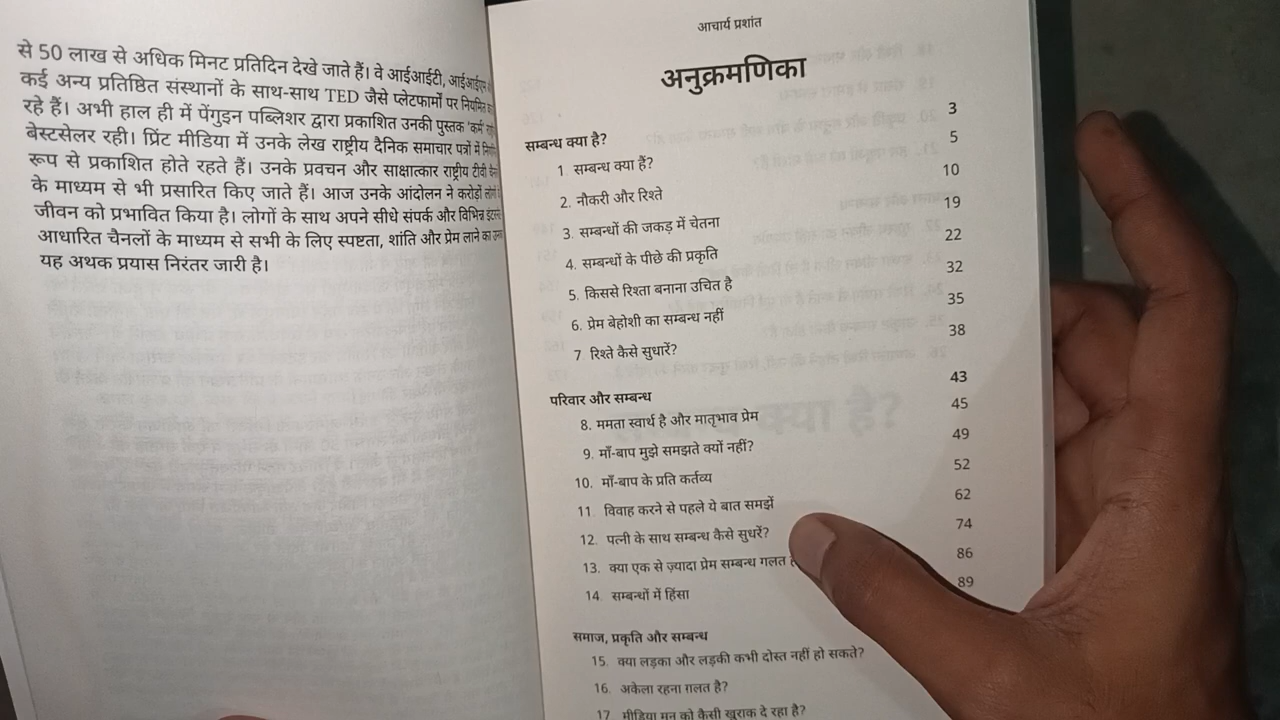 से 50 लाख से अधिक मिनट प्रतिदिन देखे जाते हैं। वे आईआईटी, आईआईएम
कई अन्य प्रतिष्ठित संस्थानों के साथ-साथ TED जैसे प्लेटफार्मों पर नियमित
रहे हैं। अभी हाल ही में पेंगुइन पब्लिशर द्वारा प्रकाशित उनकी पुस्तक 'कर्म'
बेस्टसेलर रही। प्रिंट मीडिया में उनके लेख राष्ट्रीय दैनिक समाचार पत्रों में
रूप से प्रकाशित होते रहते हैं। उनके प्रवचन और साक्षात्कार राष्ट्रीय टीवी
के माध्यम से भी प्रसारित किए जाते हैं। आज उनके आंदोलन ने करोड़ों
जीवन को प्रभावित किया है। लोगों के साथ अपने सीधे संपर्क और विभिन्न
आधारित चैनलों के माध्यम से सभी के लिए स्पष्टता, शांति और प्रेम लाने का
यह अथक प्रयास निरंतर जारी है।
आचार्य प्रशांत
अनुक्रमणिका
सम्बन्ध क्या है? 3
1. सम्बन्ध क्या हैं? 5
2. नौकरी और रिश्ते 10
3. सम्बन्धों की जकड़ में चेतना 19
4. सम्बन्धों के पीछे की प्रकृति 22
5. किससे रिश्ता बनाना उचित है 32
6. प्रेम बेहोशी का सम्बन्ध नहीं 35
7 रिश्ते कैसे सुधारें? 38
परिवार और सम्बन्ध 43
8. ममता स्वार्थ है और मातृभाव प्रेम 45
9. माँ-बाप मुझे समझते क्यों नहीं? 49
10. माँ-बाप के प्रति कर्तव्य 52
11. विवाह करने से पहले ये बात समझें 62
12. पत्नी के साथ सम्बन्ध कैसे सुधरें? 74
13. क्या एक से ज़्यादा प्रेम सम्बन्ध गलत 86
14. सम्बन्धों में हिंसा 89
समाज, प्रकृति और सम्बन्ध
15. क्या लड़का और लड़की कभी दोस्त नहीं हो सकते?
16. अकेला रहना ग़लत है?
17 मीडिया मन को कैसी खुराक दे रहा है?